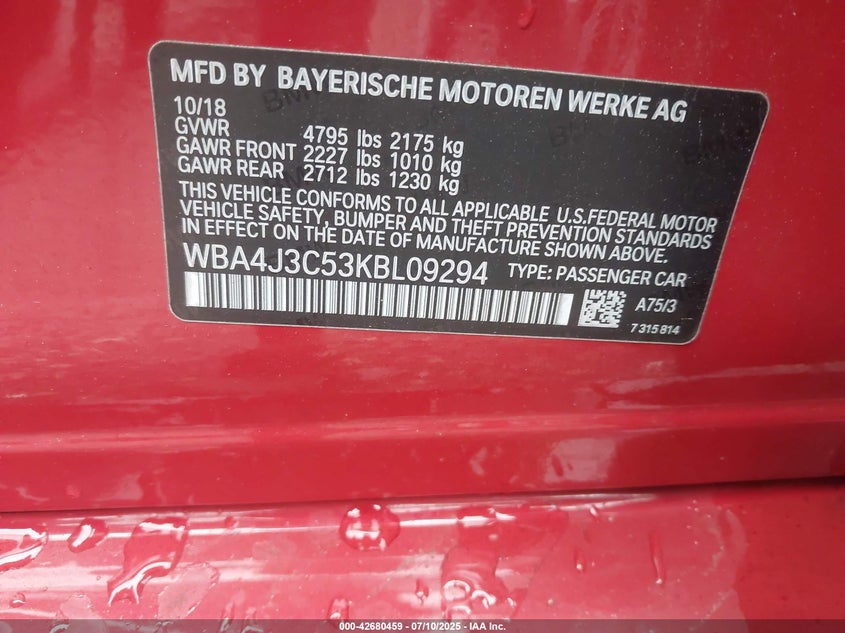 MFD BY BAYERISCHE MOTOREN WERKE AG
10/18
GVWR 4795 lbs 2175 kg
GAWR FRONT 2227 lbs 1010 kg
GAWR REAR 2712 lbs 1230 kg
THIS VEHICLE CONFORMS TO ALL APPLICABLE U.S.FEDERAL MOTOR
VEHICLE SAFETY, BUMPER AND THEFT PREVENTION STANDARDS
IN EFFECT ON THE DATE OF MANUFACTURE SHOWN ABOVE.
WBA4J3C53KBL09294 TYPE: PASSENGER CAR
A75/3
7 315 814
000-42680459 - 07/10/2025 - IAA Inc.